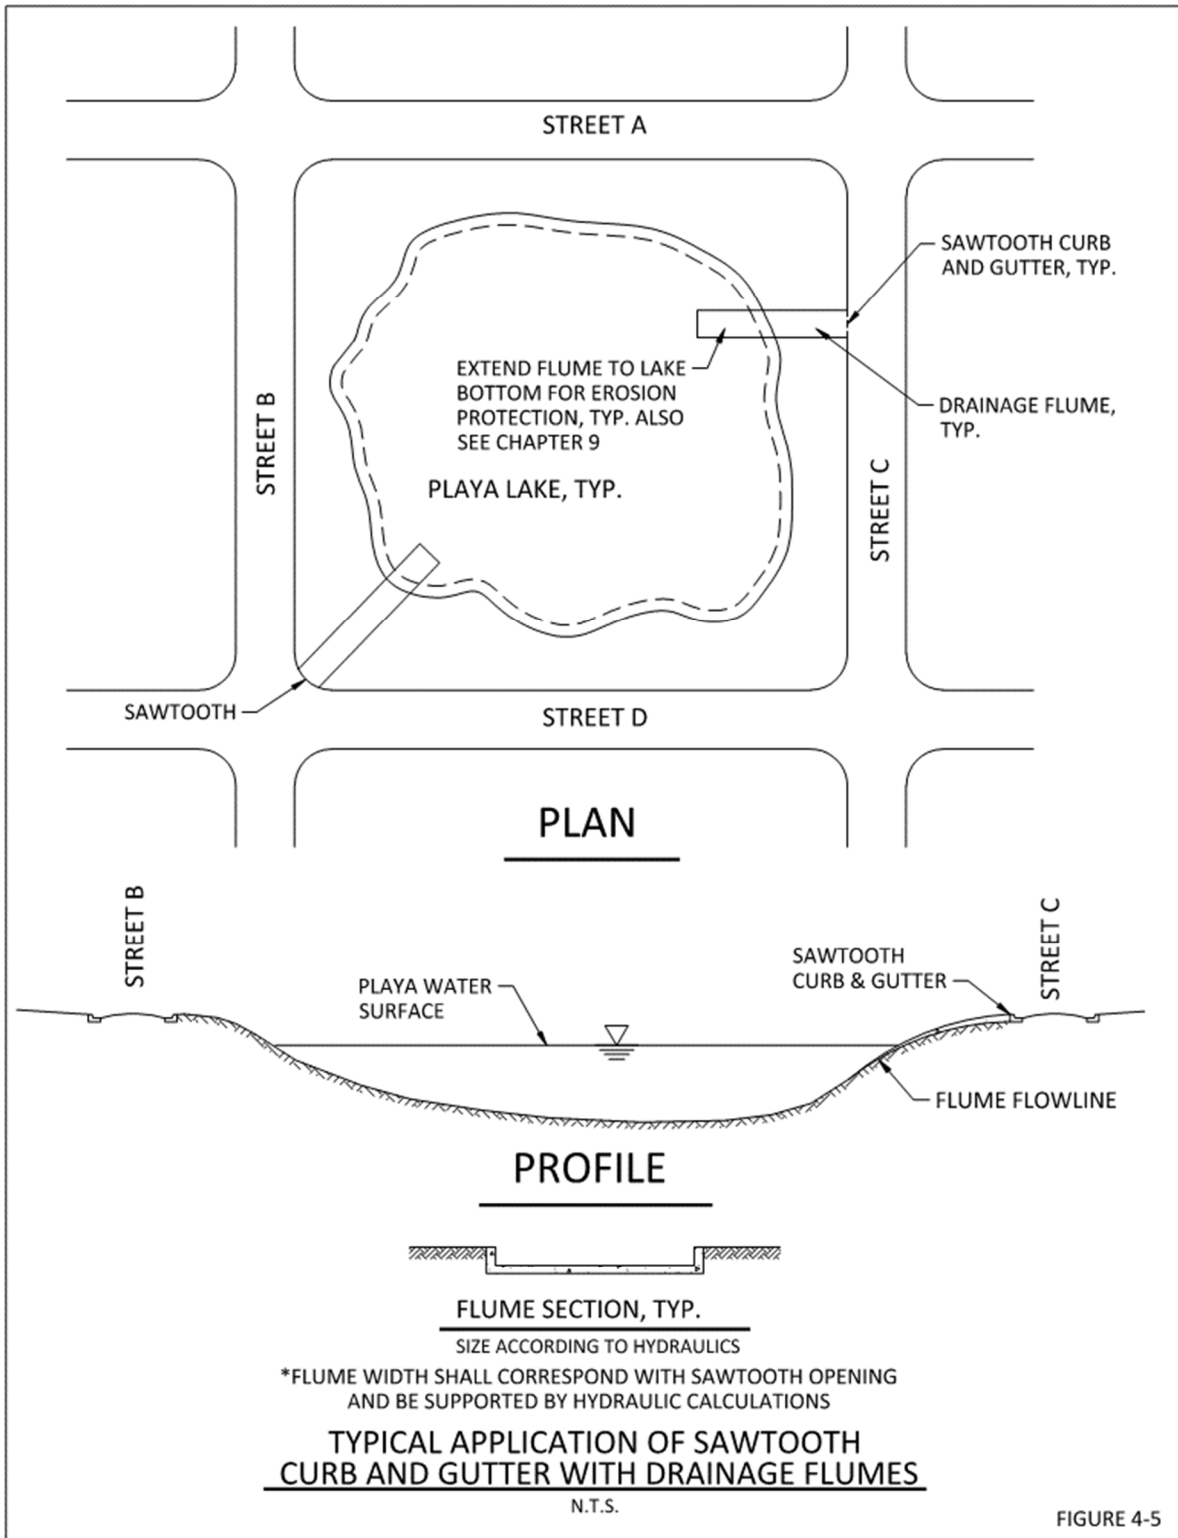 STREET A
SAWTOOTH CURB
AND GUTTER, TYP.
EXTEND FLUME TO LAKE
BOTTOM FOR EROSION
PROTECTION, TYP. ALSO
SEE CHAPTER 9
DRAINAGE FLUME,
TYP.
STREET B
PLAYA LAKE, TYP.
STREET C
SAWTOOTH
STREET D
PLAN
STREET B
STREET C
PLAYA WATER
SURFACE
SAWTOOTH
CURB & GUTTER
FLUME FLOWLINE
PROFILE
FLUME SECTION, TYP.
SIZE ACCORDING TO HYDRAULICS
*FLUME WIDTH SHALL CORRESPOND WITH SAWTOOTH OPENING
AND BE SUPPORTED BY HYDRAULIC CALCULATIONS
TYPICAL APPLICATION OF SAWTOOTH
CURB AND GUTTER WITH DRAINAGE FLUMES
N.T.S.
FIGURE 4-5